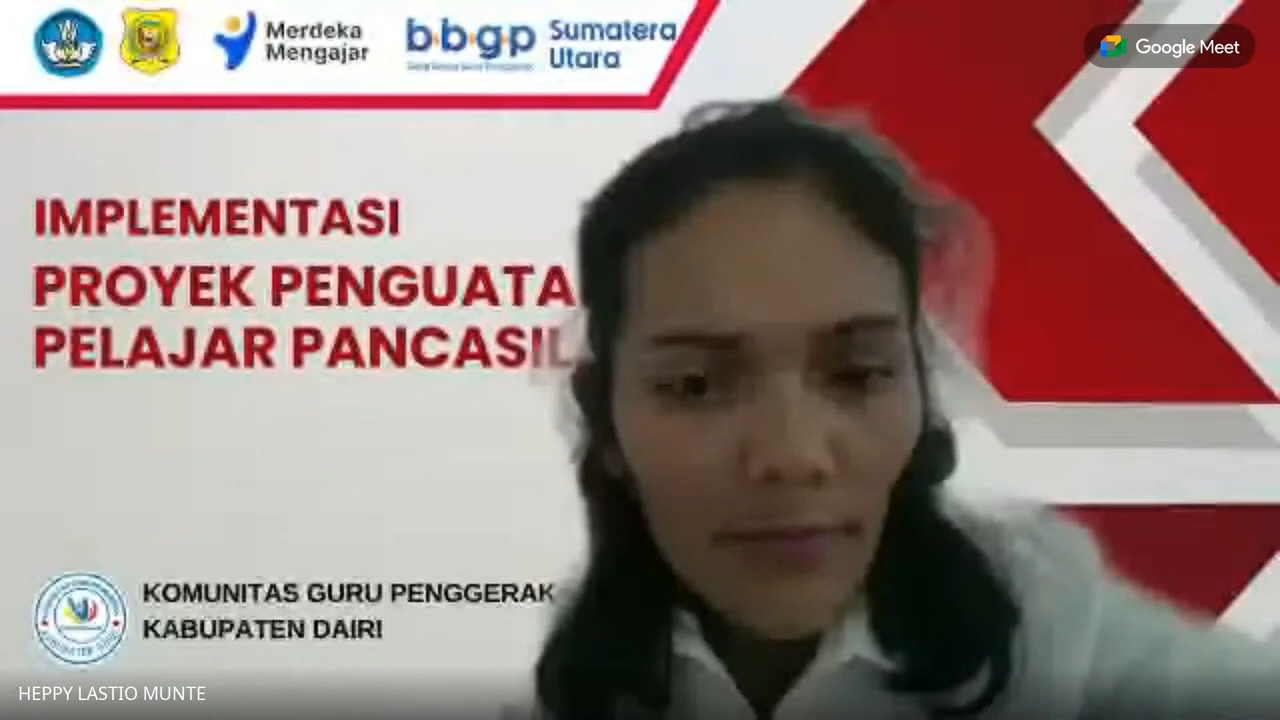 Merdeka
Mengajar
bbgp
Sumatera
Utara
Google Meet
IMPLEMENTASI
PROYEK PENGUATA
PELAJAR PANCASIL
KOMUNITAS GURU PENGGERAK
KABUPATEN DAIRI
HEPPY LASTIO MUNTE